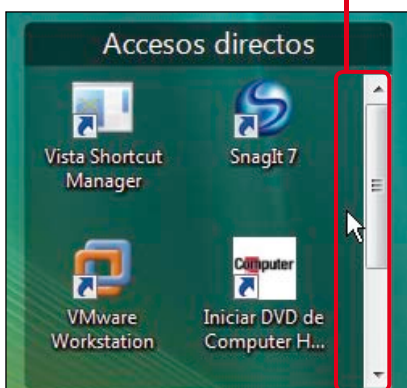 Accesos directos
Vista Shortcut
Manager
SnagIt 7
Computer
VMware
Workstation
Iniciar DVD de
Computer H...